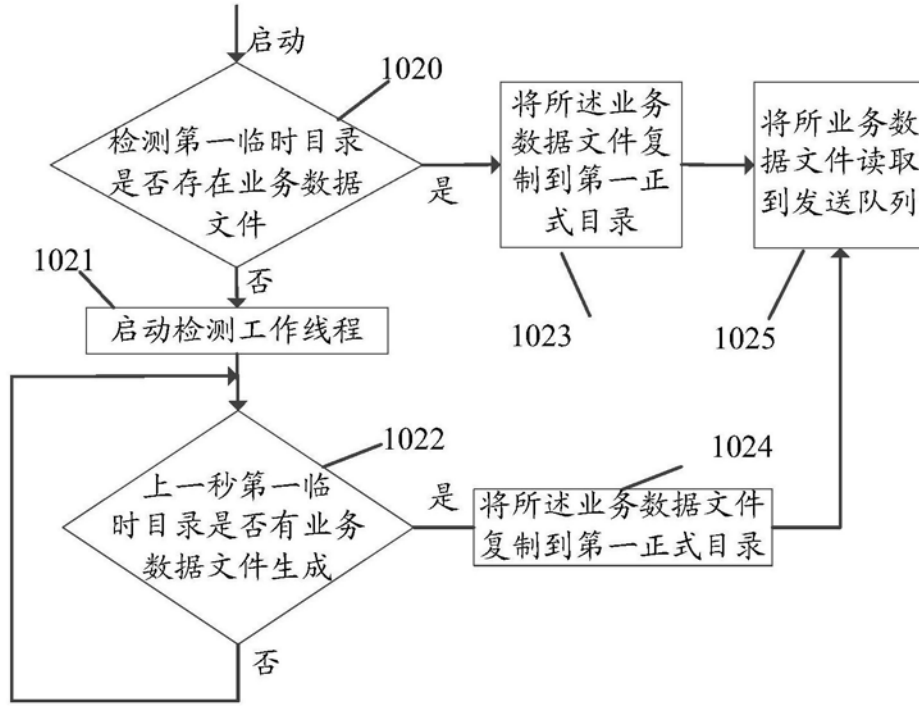 启动
1020
检测第一临时目录
是否存在业务数据
文件
是
将所述业务
数据文件复
制到第一正
式目录
将所业务数
据文件读取
到发送队列
1023
1025
否
1021
启动检测工作线程
1022
上一秒第一临
时目录是否有业务
数据文件生成
是
1024
将所述业务数据文件
复制到第一正式目录
否